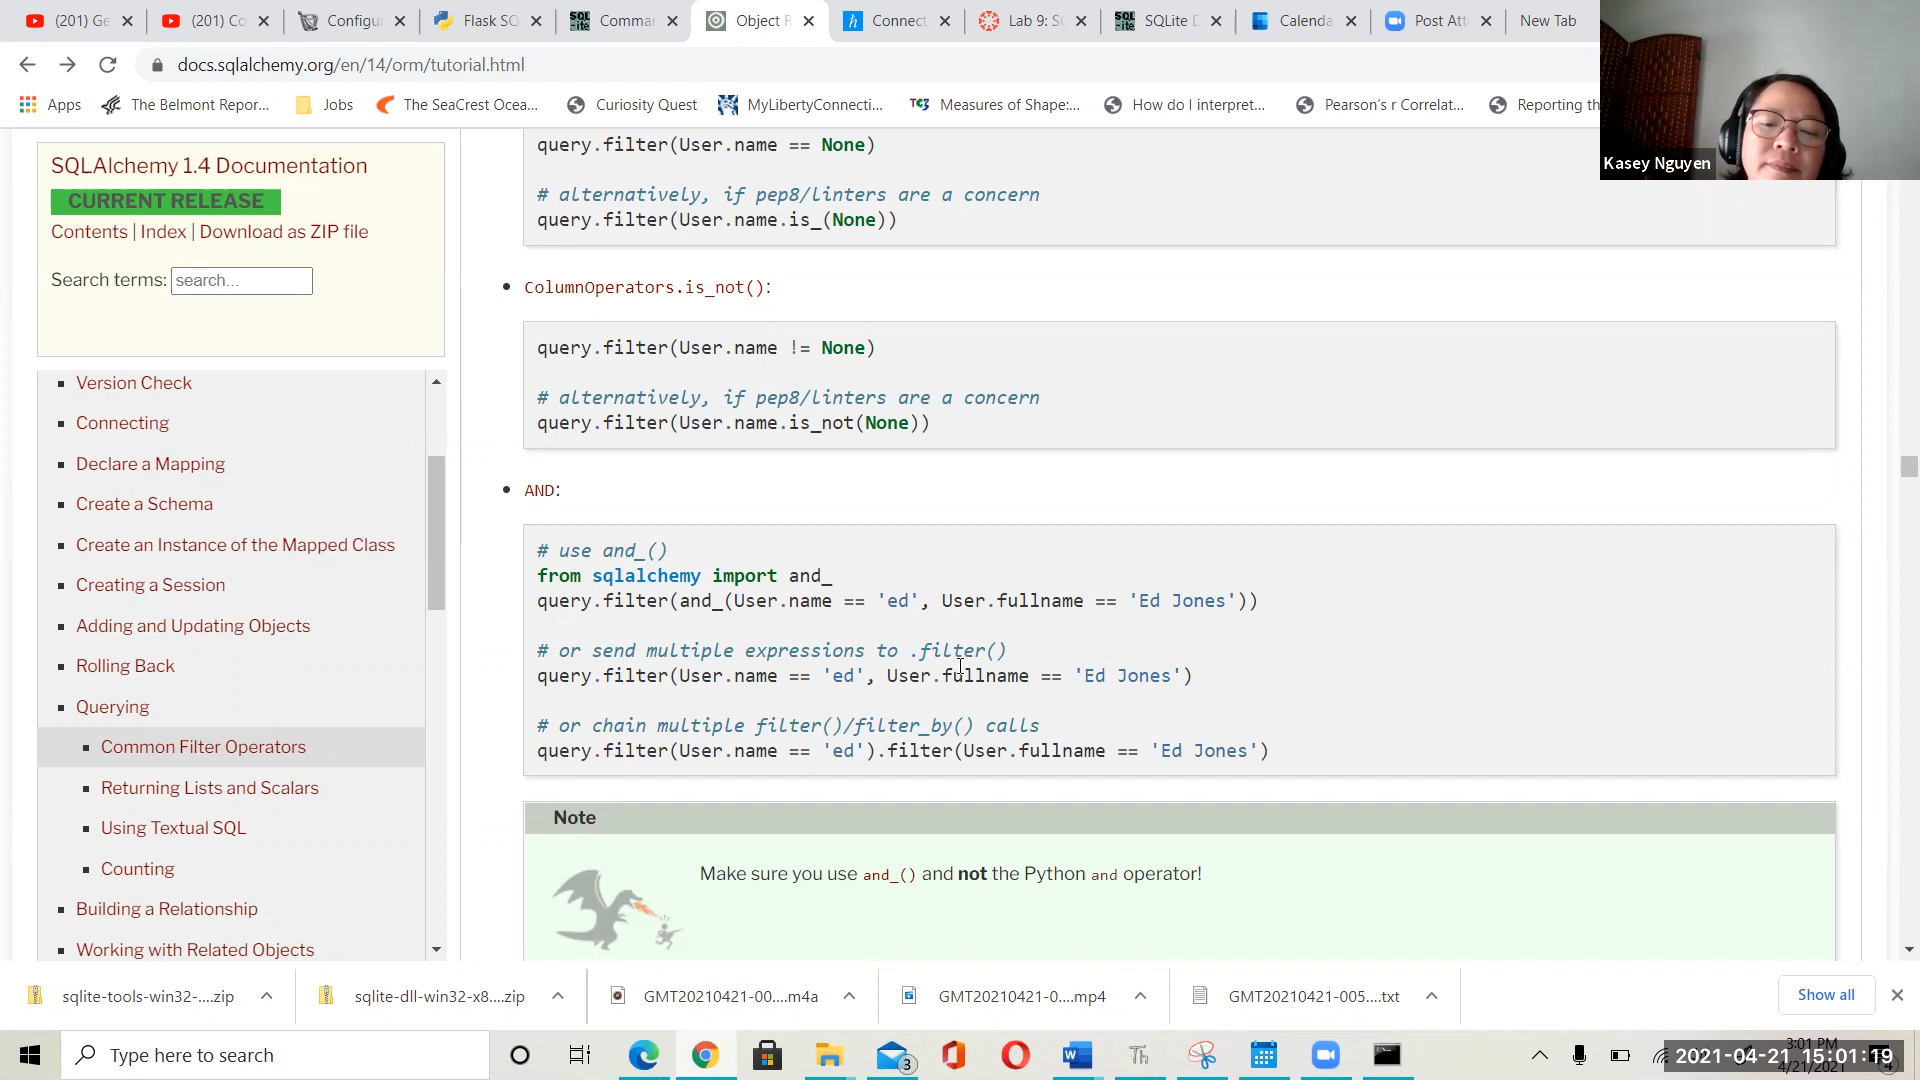 (201) Ge
(201) Co
Configur
Flask SQ
Comman
Object R
Connect
Lab 9: SQ
SQLite D
Calenda
Post Att
New Tab
docs.sqlalchemy.org/en/14/orm/tutorial.html
Apps
The Belmont Repor...
Jobs
The SeaCrest Ocea...
Curiosity Quest
MyLibertyConnecti...
Measures of Shape:...
How do I interpret...
Pearson's r Correlat...
Reporting th
Kasey Nguyen
SQLAlchemy 1.4 Documentation
CURRENT RELEASE
Contents | Index | Download as ZIP file
Search terms: search...
Version Check
Connecting
Declare a Mapping
Create a Schema
Create an Instance of the Mapped Class
Creating a Session
Adding and Updating Objects
Rolling Back
Querying
Common Filter Operators
Returning Lists and Scalars
Using Textual SQL
Counting
Building a Relationship
Working with Related Objects
query.filter(User.name == None)
# alternatively, if pep8/linters are a concern
query.filter(User.name.is_(None))
ColumnOperators.is_not():
query.filter(User.name != None)
# alternatively, if pep8/linters are a concern
query.filter(User.name.is_not(None))
AND:
# use and_()
from sqlalchemy import and_
query.filter(and_(User.name == 'ed', User.fullname == 'Ed Jones'))
# or send multiple expressions to .filter()
query.filter(User.name == 'ed', User.fullname == 'Ed Jones')
# or chain multiple filter()/filter_by() calls
query.filter(User.name == 'ed').filter(User.fullname == 'Ed Jones')
Note
Make sure you use and_() and not the Python and operator!
sqlite-tools-win32-....zip
sqlite-dll-win32-x8....zip
GMT20210421-00....m4a
GMT20210421-0....mp4
GMT20210421-005....txt
Show all
Type here to search
3
3:01 PM
2021-04-21 15:01:19